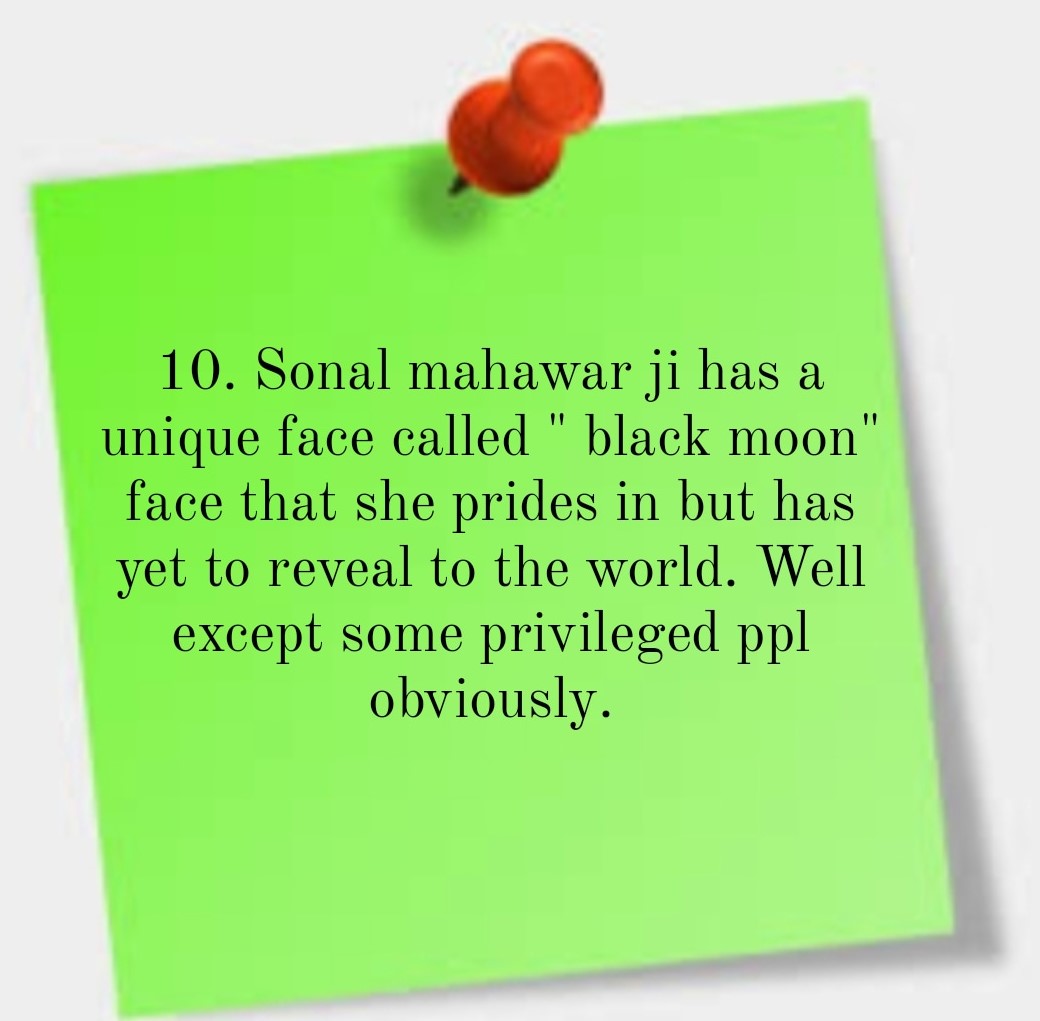 10. Sonal mahawar ji has a
unique face called " black moon"
face that she prides in but has
yet to reveal to the world. Well
except some privileged ppl
obviously.